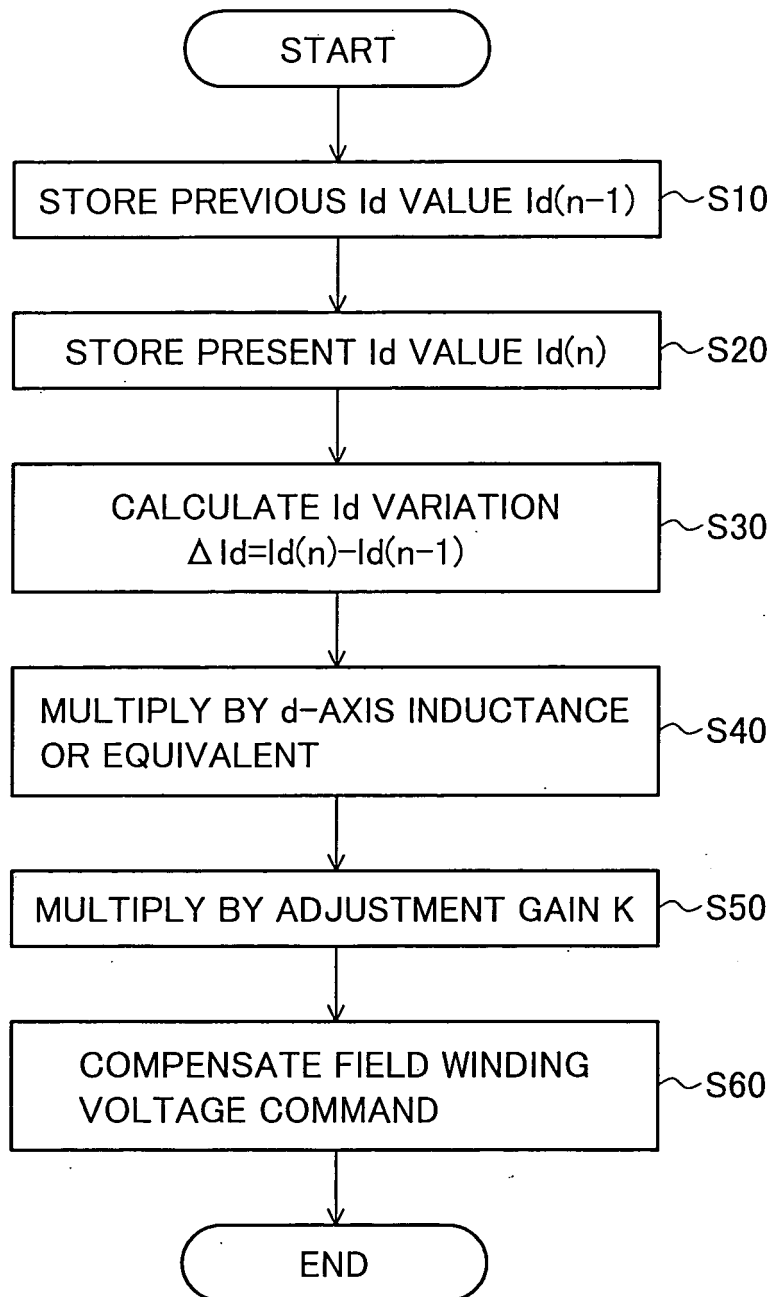 START
STORE PREVIOUS Id VALUE Id(n-1)
S10
STORE PRESENT Id VALUE Id(n)
S20
CALCULATE Id VARIATION
Δ Id=Id(n)-Id(n-1)
S30
MULTIPLY BY d-AXIS INDUCTANCE
OR EQUIVALENT
S40
MULTIPLY BY ADJUSTMENT GAIN K
S50
COMPENSATE FIELD WINDING
VOLTAGE COMMAND
S60
END